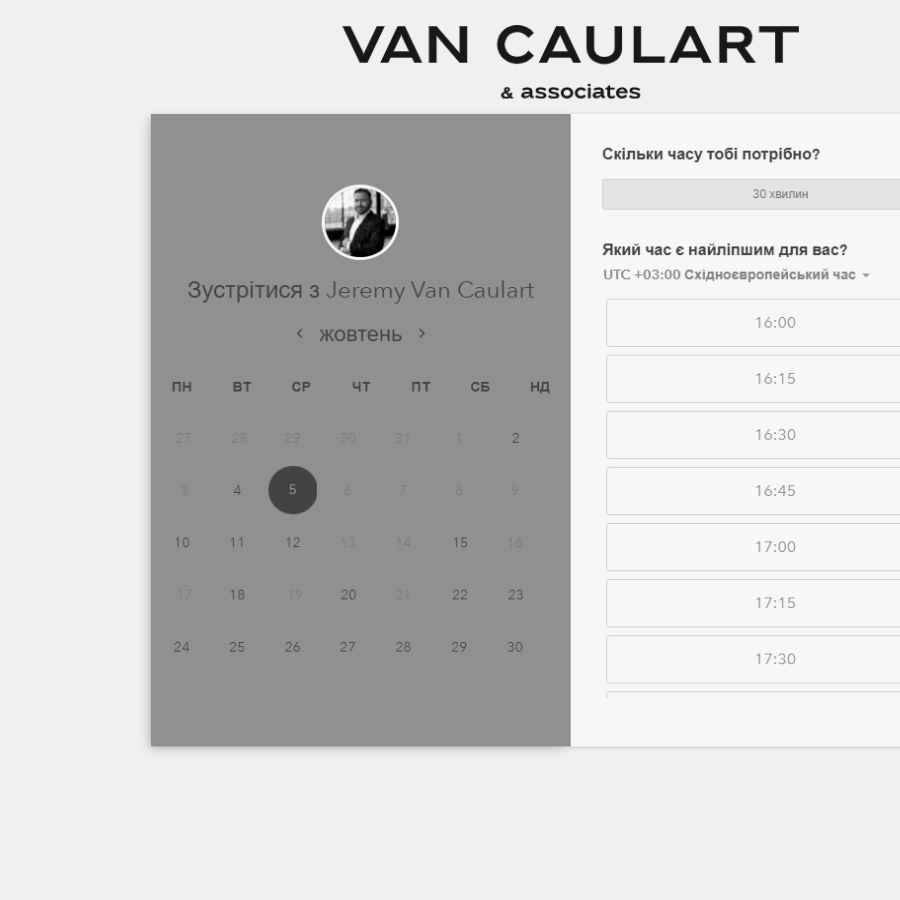 VAN CAULART
& associates
Зустрітися з Jeremy Van Caulart
жовтень
ПН ВТ СР ЧТ ПТ СБ НД
27 28 29 30 31 1 2
3 4 5 6 7 8 9
10 11 12 13 14 15 16
17 18 19 20 21 22 23
24 25 26 27 28 29 30
Скільки часу тобі потрібно?
30 хвилин
Який час є найліпшим для вас?
UTC +03:00 Східноєвропейський час
16:00
16:15
16:30
16:45
17:00
17:15
17:30